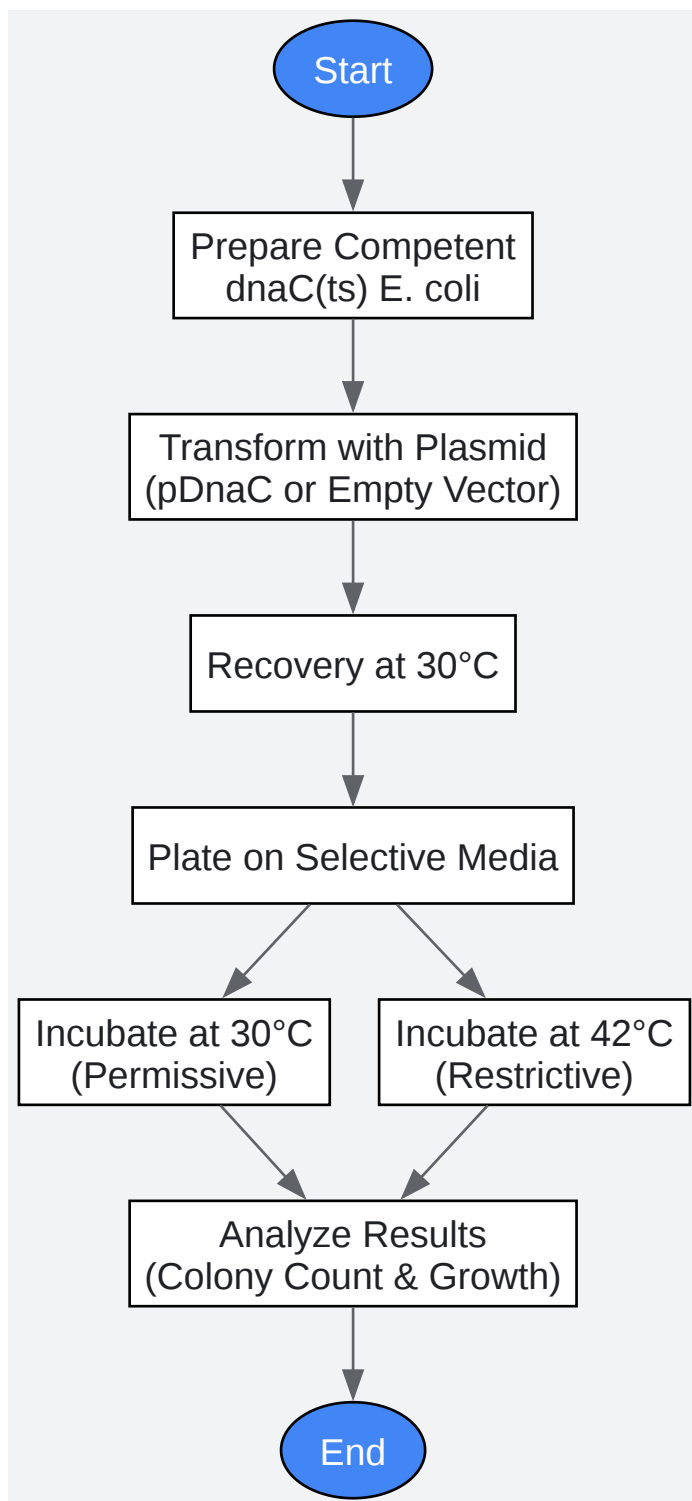 Start
Prepare Competent
dnaC(ts) E. coli
Transform with Plasmid
(pDnaC or Empty Vector)
Recovery at 30°C
Plate on Selective Media
Incubate at 30°C
(Permissive)
Incubate at 42°C
(Restrictive)
Analyze Results
(Colony Count & Growth)
End